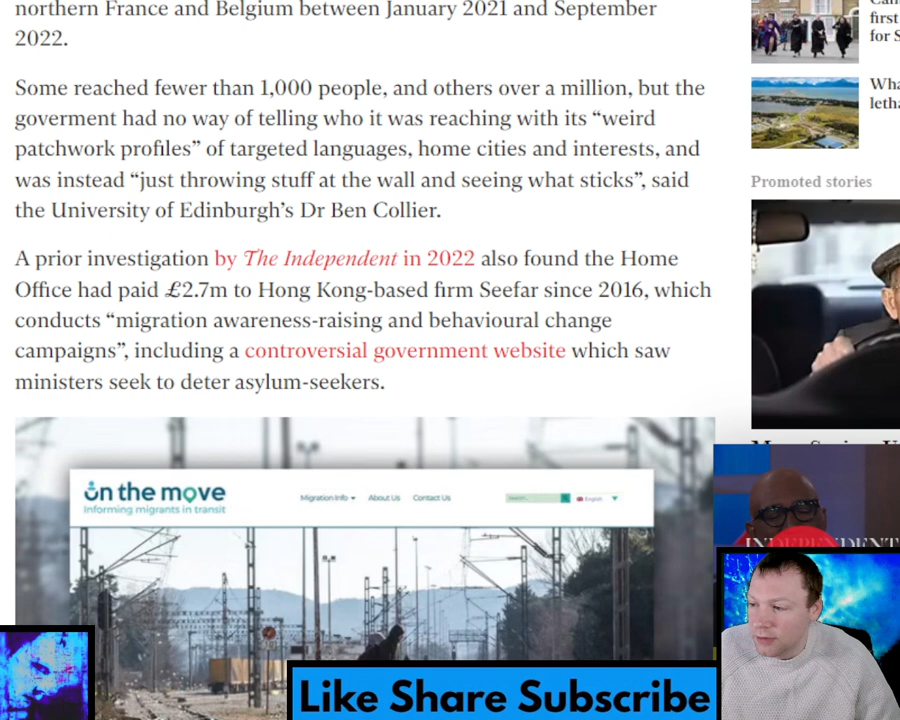 northern France and Belgium between January 2021 and September
2022.
Some reached fewer than 1,000 people, and others over a million, but the
goverment had no way of telling who it was reaching with its “weird
patchwork profiles” of targeted languages, home cities and interests, and
was instead “just throwing stuff at the wall and seeing what sticks”, said
the University of Edinburgh’s Dr Ben Collier.
A prior investigation by The Independent in 2022 also found the Home
Office had paid £2.7m to Hong Kong-based firm Seefar since 2016, which
conducts “migration awareness-raising and behavioural change
campaigns”, including a controversial government website which saw
ministers seek to deter asylum-seekers.
on the move
Informing migrants in transit
Migration Info
About Us
Contact Us
Search...
English
first
for S
Wha
letha
Promoted stories
INDEPENDENT
Like Share Subscribe